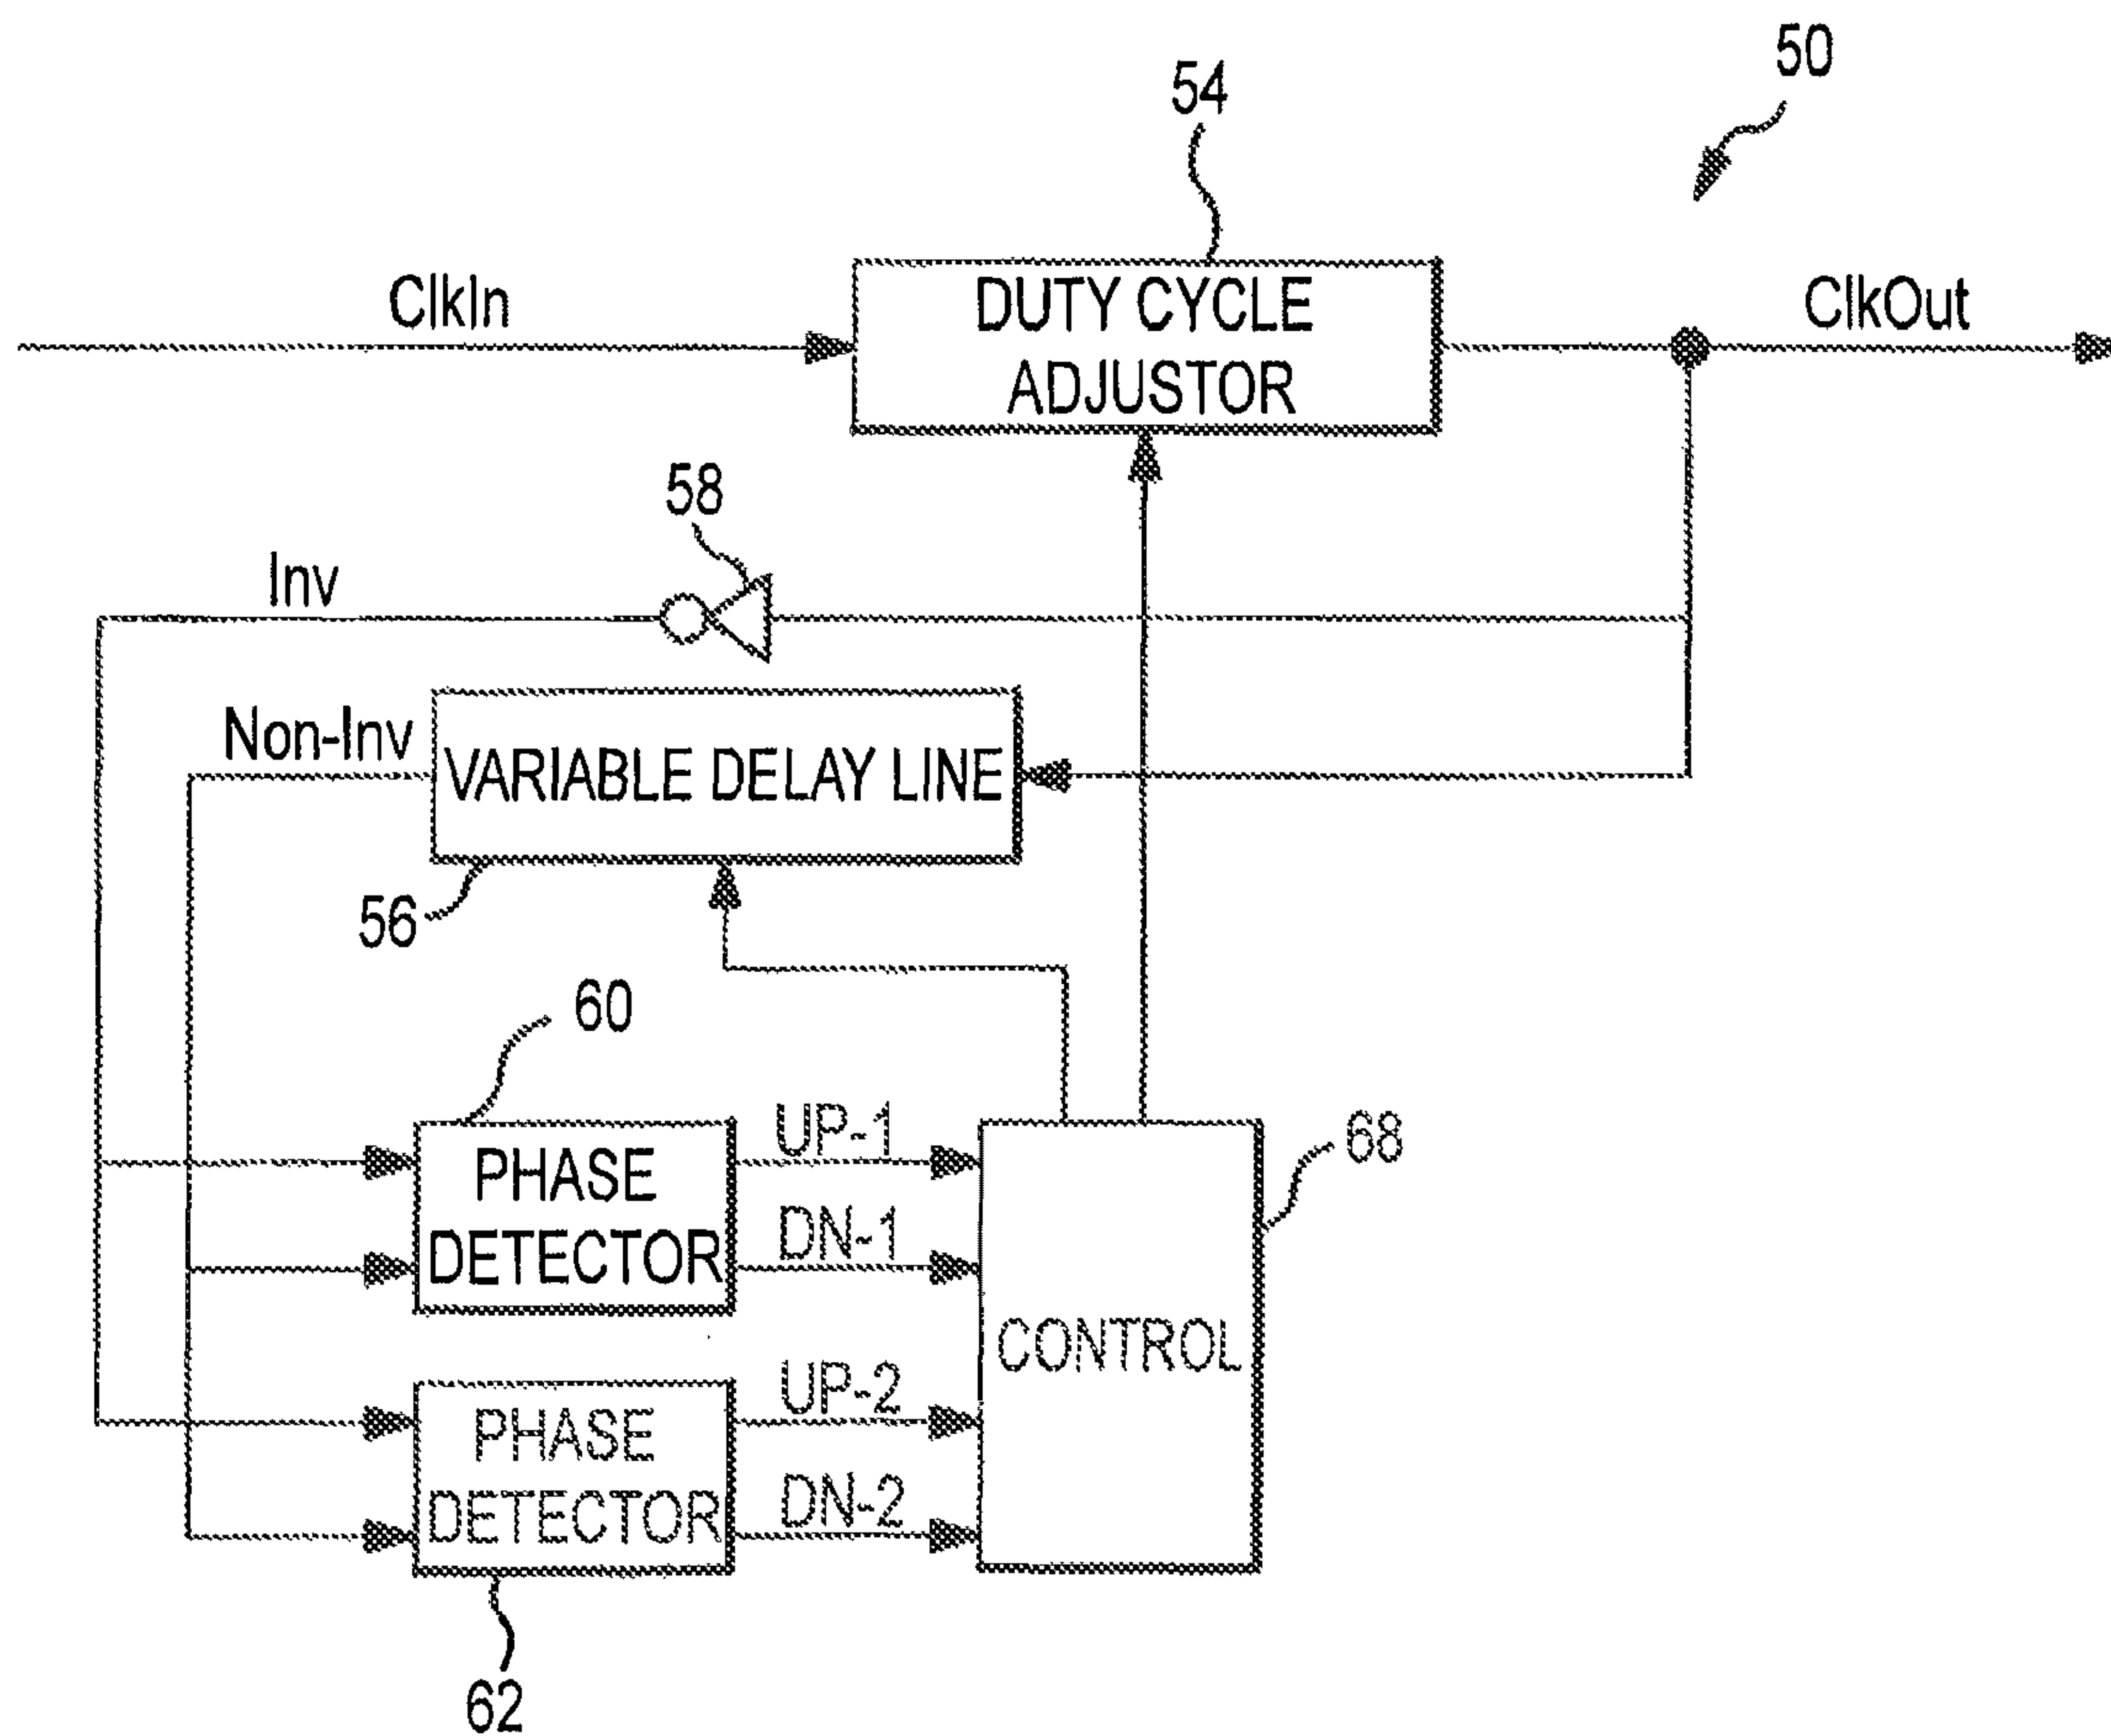 50
54
ClkIn
DUTY CYCLE
ADJUSTOR
ClkOut
58
Inv
Non-Inv
VARIABLE DELAY LINE
56
60
PHASE
DETECTOR
UP-1
DN-1
68
CONTROL
PHASE
DETECTOR
UP-2
DN-2
62